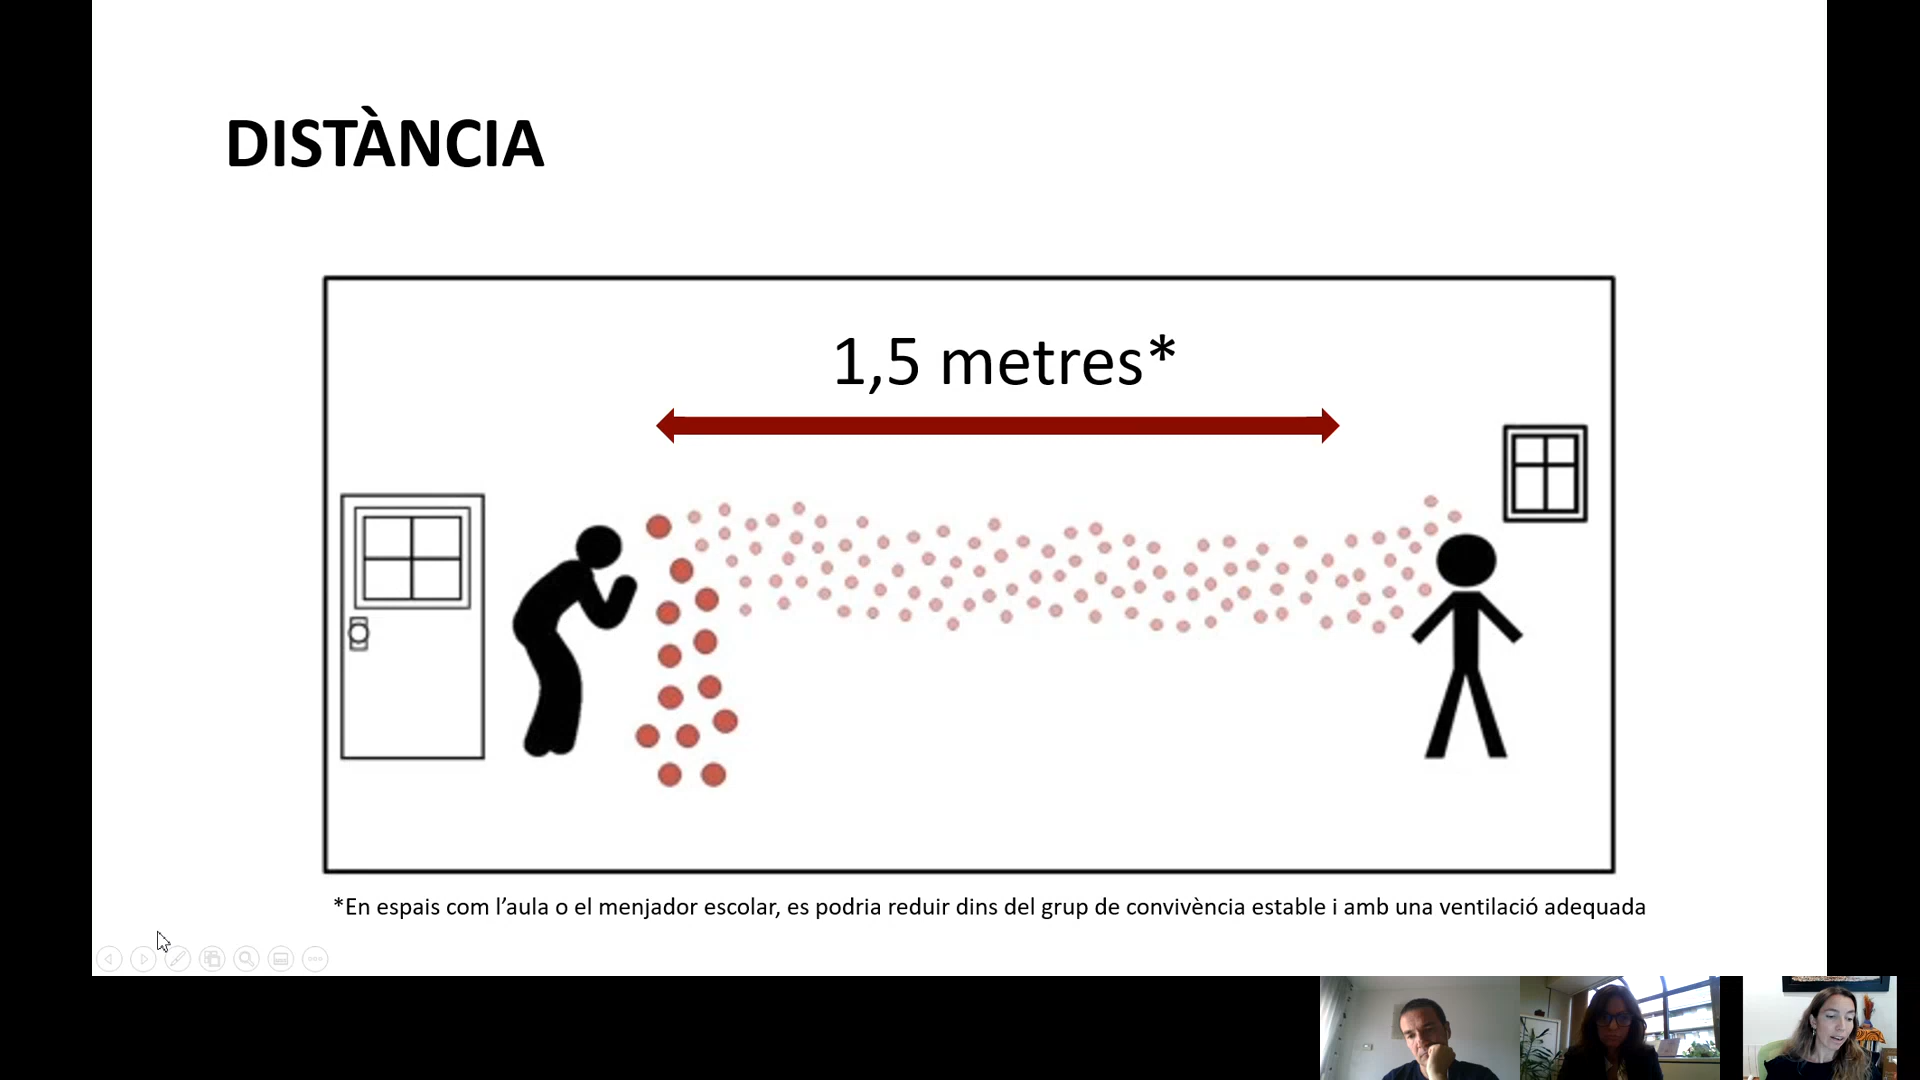 DISTÀNCIA
1,5 metres*
*En espais com l’aula o el menjador escolar, es podria reduir dins del grup de convivència estable i amb una ventilació adequada